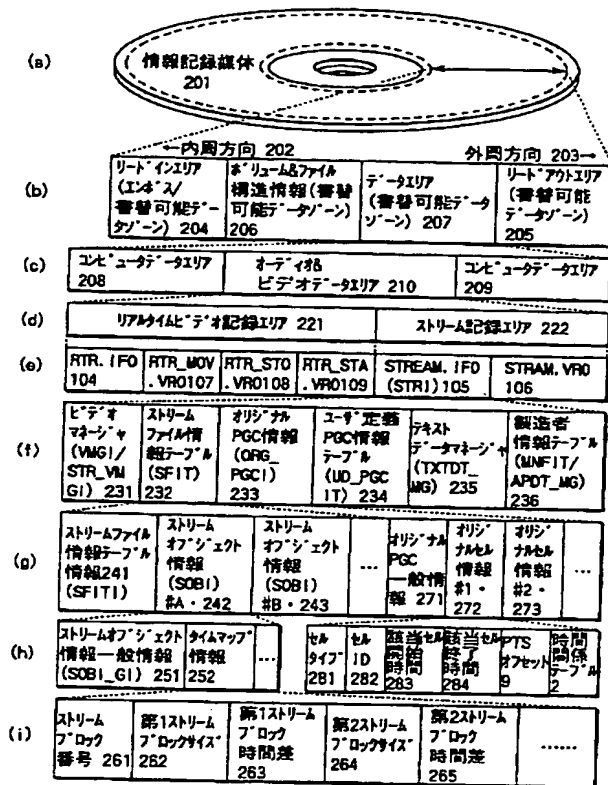 (a)
情報記録媒体
201
←内周方向 202
外周方向 203→
(b)
リードインエリア
(エンボス/
書替可能デー
タゾーン) 204
ボリューム&ファイル
構造情報(書替
可能データゾーン)
206
データエリア
(書替可能データ
ゾーン) 207
リードアウトエリア
(書替可能
データゾーン)
205
(c)
コンピュータデータエリア
208
オーディオ&
ビデオデータエリア 210
コンピュータデータエリア
209
(d)
リアルタイムビデオ記録エリア 221
ストリーム記録エリア 222
(e)
RTR.IFO
104
RTR_MOV
.VRO107
RTR_STO
.VRO108
RTR_STA
.VRO109
STREAM.IFO
(STRI)105
STRAM.VRO
106
(f)
ビデオ
マネージャ
(VMGI/
STR_VM
GI) 231
ストリーム
ファイル情
報テーブル
(SFIT)
232
オリジナル
PGC情報
(ORG_
PGCI)
233
ユーザ定義
PGC情報
テーブル
(UD_PGC
IT) 234
テキスト
データマネージャ
(TXTDT_
MG) 235
製造者
情報テーブル
(MNFIT/
APDT_MG)
236
(g)
ストリームファイル
情報テーブル
情報241
(SFITI)
ストリーム
オブジェクト
情報
(SOBI)
#A・242
ストリーム
オブジェクト
情報
(SOBI)
#B・243
…
オリジナル
PGC
一般情
報 271
オリジ
ナルセル
情報
#1・
272
オリジ
ナルセル
情報
#2・
273
…
(h)
ストリームオブジェクト
情報一般情報
(SOBI_GI) 251
タイムマップ
情報
252
…
セル
タイプ
281
セル
ID
282
該当セル
開始
時間
283
該当セル
終了
時間
284
PTS
オフセット
9
時間
関係
テーブル
2
(i)
ストリーム
ブロック
番号 261
第1ストリーム
ブロックサイズ
262
第1ストリーム
ブロック
時間差
263
第2ストリーム
ブロックサイズ
264
第2ストリーム
ブロック
時間差
265
……